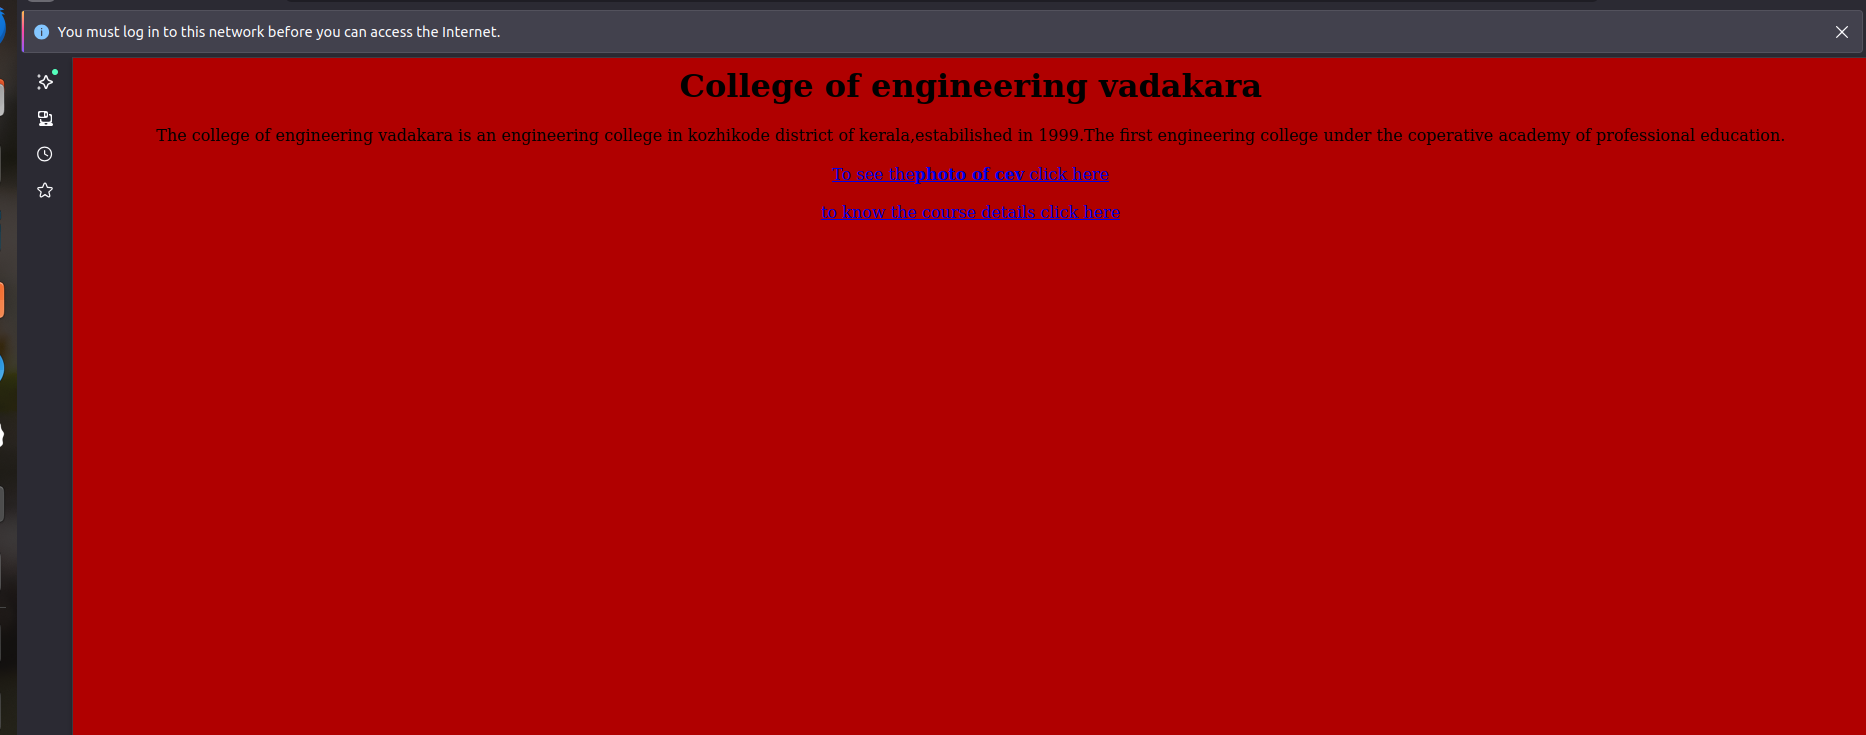 You must log in to this network before you can access the Internet.
College of engineering vadakara
The college of engineering vadakara is an engineering college in kozhikode district of kerala,estabilished in 1999.The first engineering college under the coperative academy of professional education.
To see thephoto of cev click here
to know the course details click here